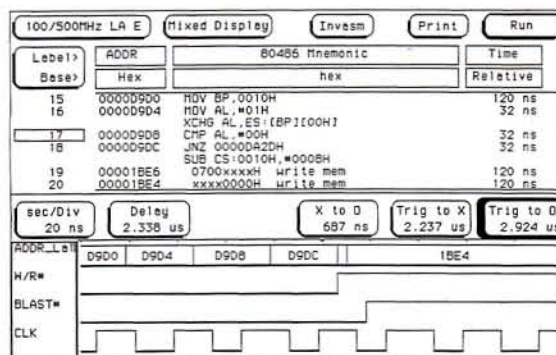 100/500MHz LA E Mixed Display Invasm Print Run
Label> ADDR 80486 Mnemonic Time
Base> Hex hex Relative
15 0000D9D0 MOV BP,0010H 120 ns
16 0000D9D4 MOV AL,#01H 32 ns
XCHG AL,ES:[BP][00H]
17 0000D9D8 CMP AL,#00H 32 ns
18 0000D9DC JNZ 0000DA2DH 32 ns
SUB CS:0010H,#0008H
19 00001BE6 0700xxxxH write mem 120 ns
20 00001BE4 xxxx0000H write mem 120 ns
sec/Div Delay X to O Trig to X Trig to O
20 ns 2.338 us 687 ns 2.237 us 2.924 us
ADDR_L all D9D0 D9D4 D9D8 D9DC 1BE4
W/R#
BLAST#
CLK